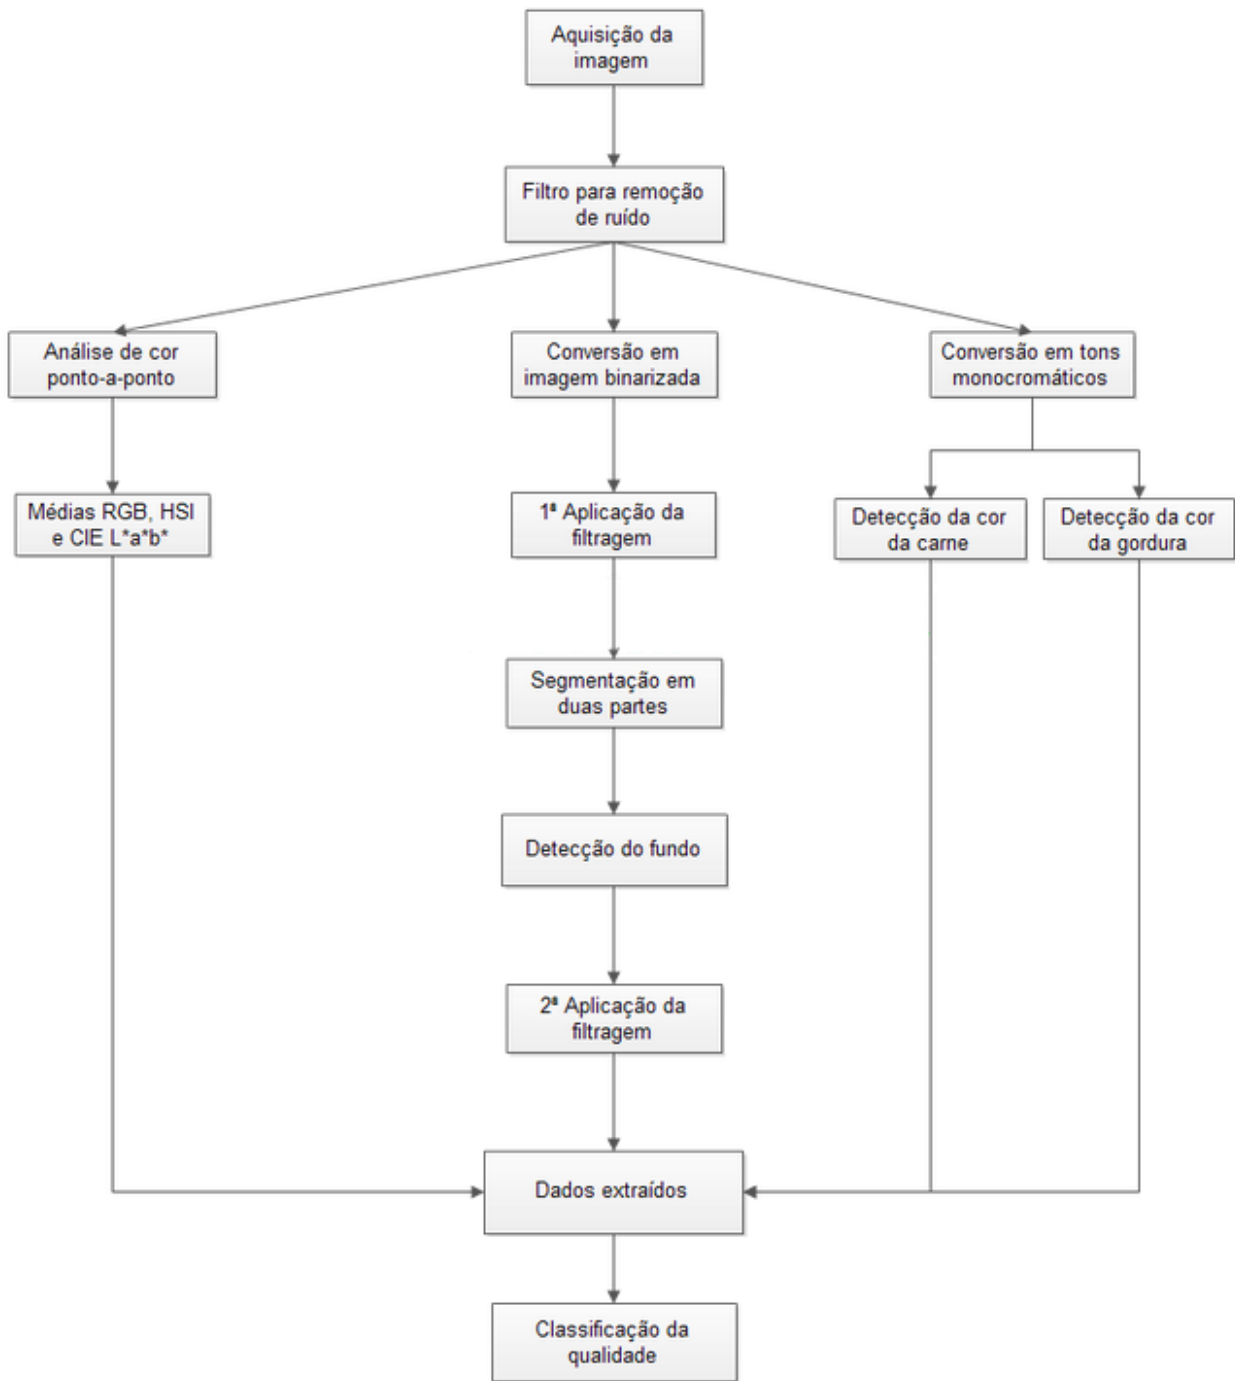 Aquisição da
imagem
Filtro para remoção
de ruído
Análise de cor
ponto-a-ponto
Conversão em
imagem binarizada
Conversão em tons
monocromáticos
Médias RGB, HSI
e CIE L*a*b*
1ª Aplicação da
filtragem
Detecção da cor
da carne
Detecção da cor
da gordura
Segmentação em
duas partes
Detecção do fundo
2ª Aplicação da
filtragem
Dados extraídos
Classificação da
qualidade